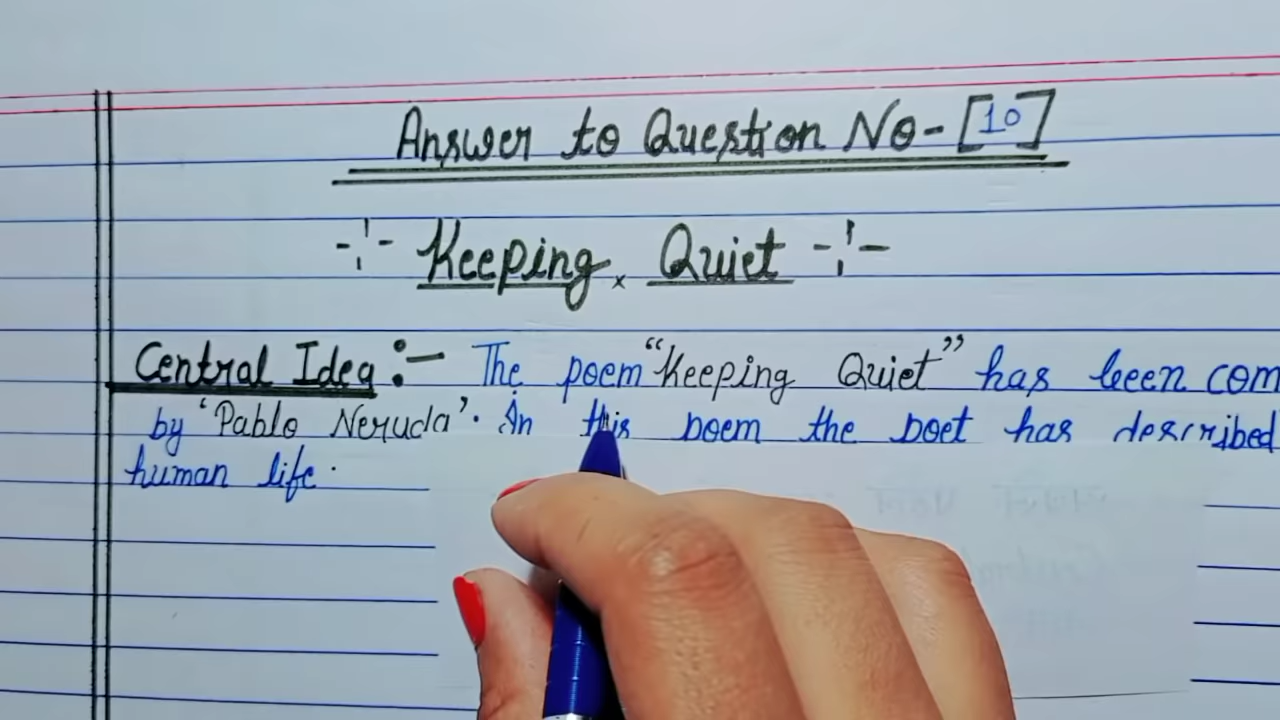 Answer to Question No- [10]
Keeping Quiet
Central Idea :- The poem "Keeping Quiet" has been com
by 'Pablo Neruda'. In this poem the poet has described
human life.